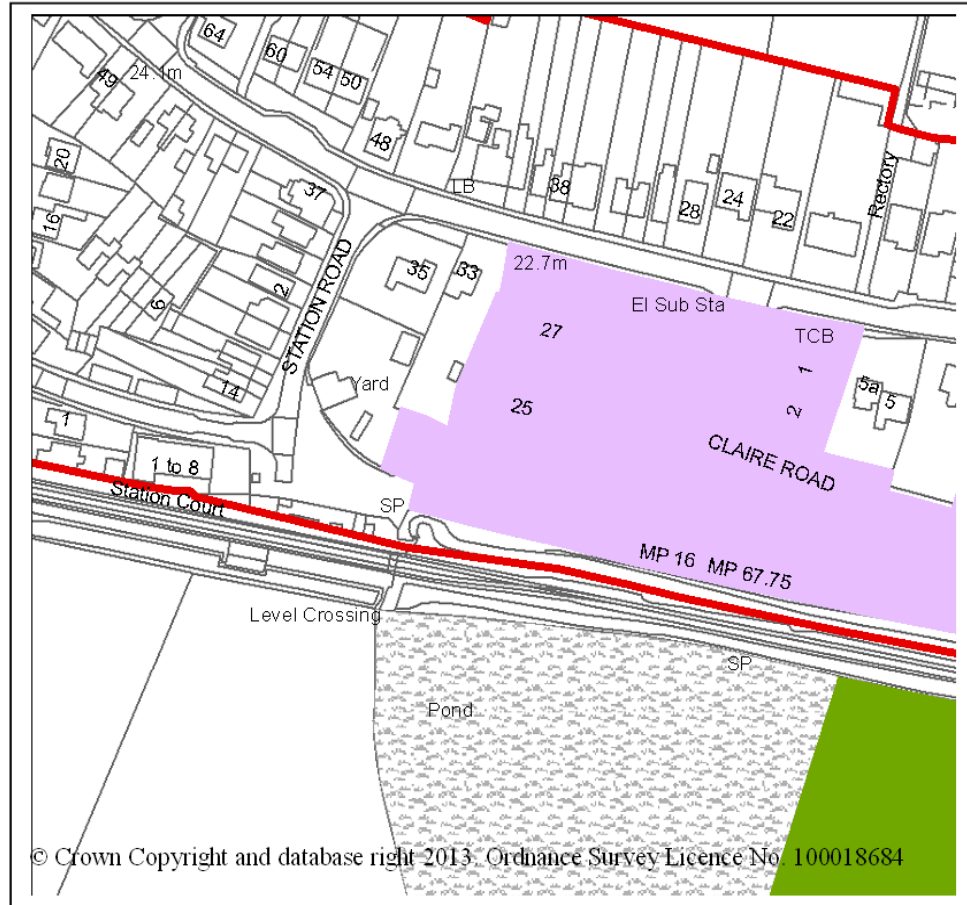 64
60
54
50
49
24.1m
48
20
37
LB
38
28
24
22
Rectory
16
35
33
22.7m
2
STATION ROAD
El Sub Sta
6
27
TCB
1
14
Yard
25
2
5a
5
1
1 to 8
CLAIRE ROAD
Station Court
SP
MP 16 MP 67.75
Level Crossing
SP
Pond
© Crown Copyright and database right 2013. Ordnance Survey Licence No. 100018684